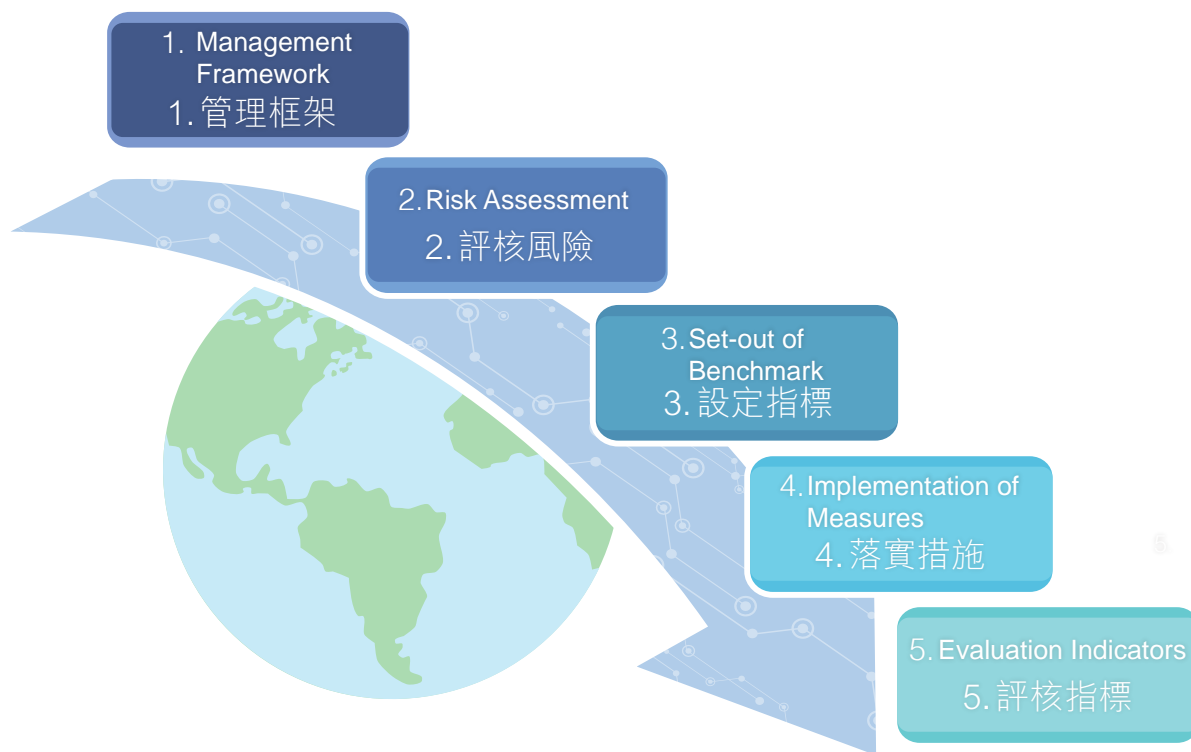 1. Management
Framework
1.管理框架
2.Risk Assessment
2.評核風險
3.Set-out of
Benchmark
3.設定指標
4.Implementation of
Measures
4.落實措施
5.
5.Evaluation Indicators
5.評核指標